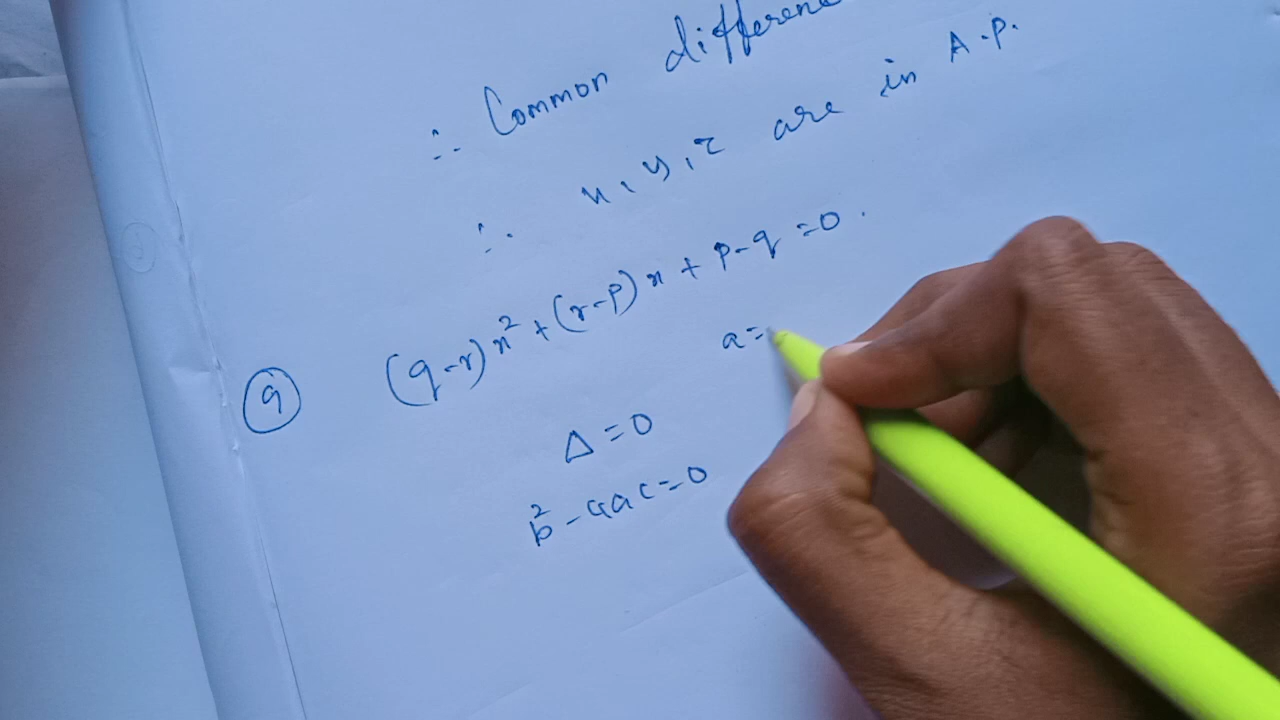 ∴ Common differen
∴ x, y, z are in A.P.
9 (q-r)x² + (r-p)x + p-q = 0.
a =
Δ = 0
b² - 4ac = 0